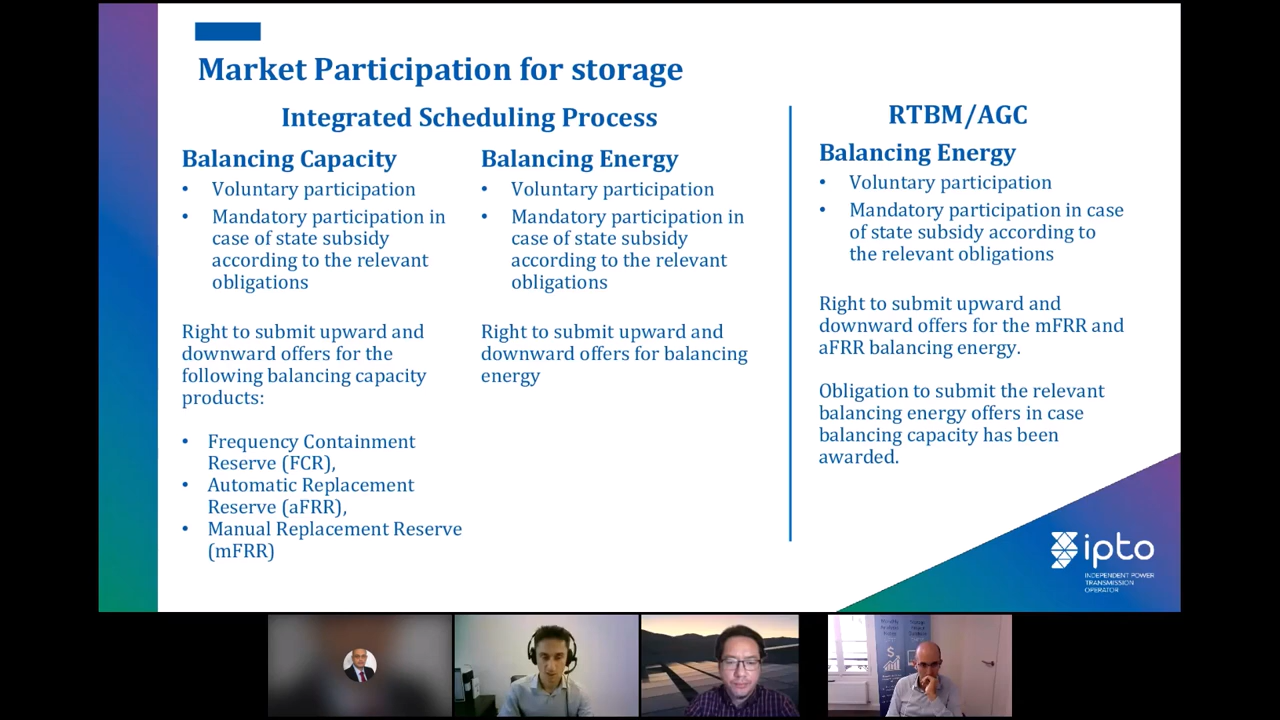 Market Participation for storage
Integrated Scheduling Process
Balancing Capacity
• Voluntary participation
• Mandatory participation in
case of state subsidy
according to the relevant
obligations
Right to submit upward and
downward offers for the
following balancing capacity
products:
• Frequency Containment
Reserve (FCR),
• Automatic Replacement
Reserve (aFRR),
• Manual Replacement Reserve
(mFRR)
Balancing Energy
• Voluntary participation
• Mandatory participation in
case of state subsidy
according to the relevant
obligations
Right to submit upward and
downward offers for balancing
energy
RTBM/AGC
Balancing Energy
• Voluntary participation
• Mandatory participation in case
of state subsidy according to
the relevant obligations
Right to submit upward and
downward offers for the mFRR and
aFRR balancing energy.
Obligation to submit the relevant
balancing energy offers in case
balancing capacity has been
awarded.
ipto
INDEPENDENT POWER
TRANSMISSION
OPERATOR